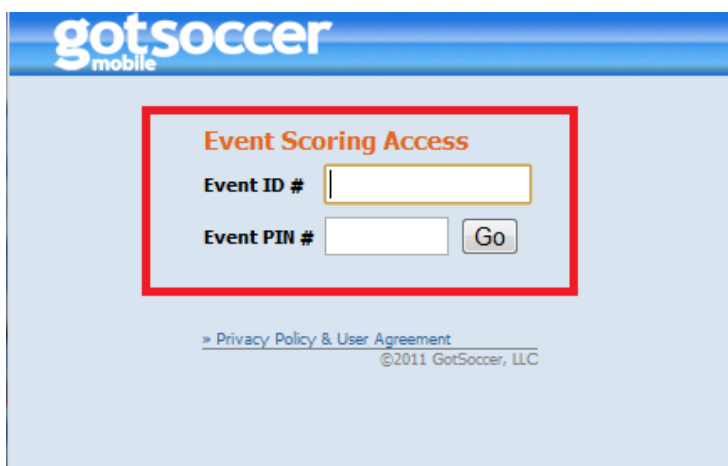 gotsoccer
mobile
Event Scoring Access
Event ID #
Event PIN # Go
» Privacy Policy & User Agreement
©2011 GotSoccer, LLC